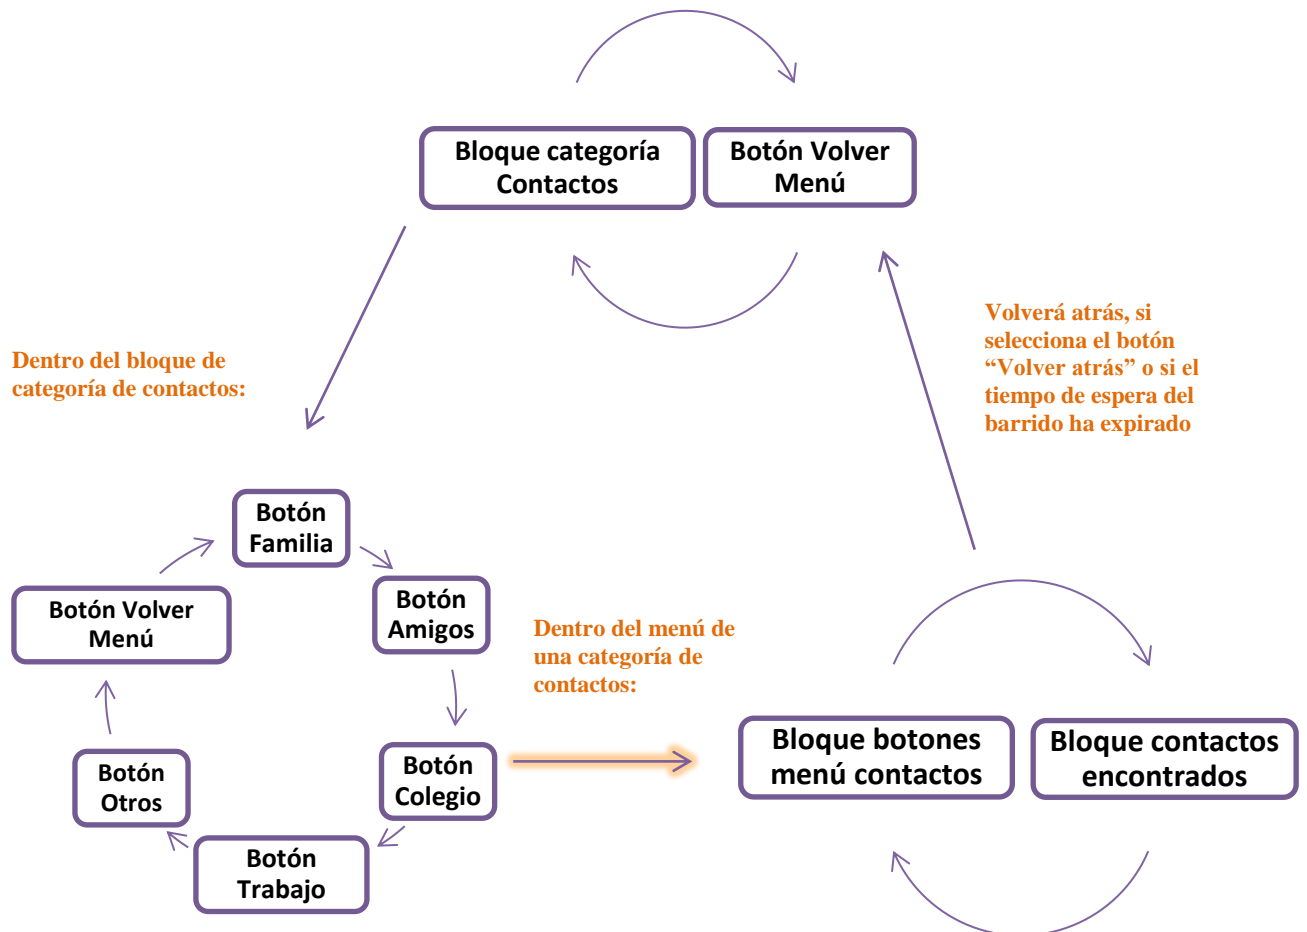 Bloque categoría
Contactos
Botón Volver
Menú
Dentro del bloque de
categoría de contactos:
Volverá atrás, si
selecciona el botón
“Volver atrás” o si el
tiempo de espera del
barrido ha expirado
Botón
Familia
Botón
Amigos
Botón
Colegio
Botón
Trabajo
Botón
Otros
Botón Volver
Menú
Dentro del menú de
una categoría de
contactos:
Bloque botones
menú contactos
Bloque contactos
encontrados